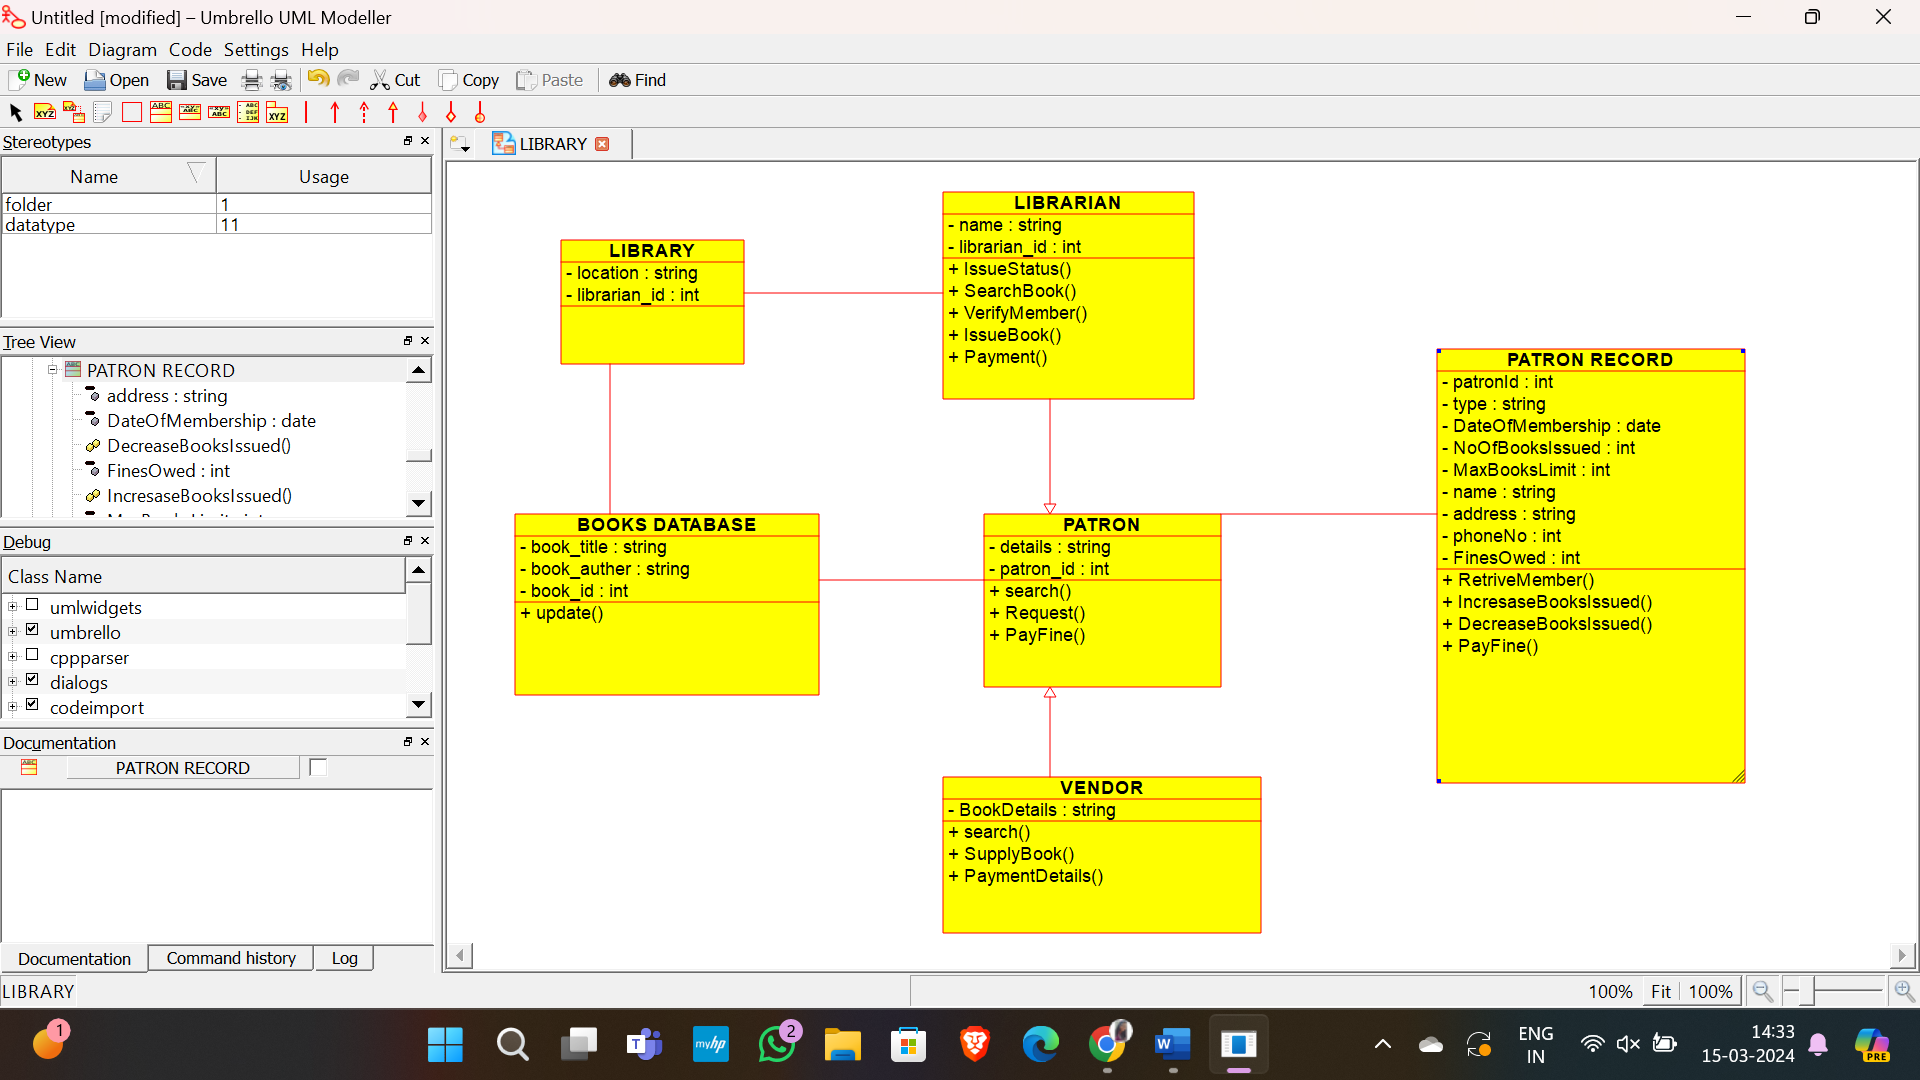 Untitled [modified] – Umbrello UML Modeller
File Edit Diagram Code Settings Help
New Open Save Cut Copy Paste Find
Stereotypes
Name Usage
folder 1
datatype 11
Tree View
PATRON RECORD
address : string
DateOfMembership : date
DecreaseBooksIssued()
FinesOwed : int
IncresaseBooksIssued()
Debug
Class Name
umlwidgets
umbrello
cppparser
dialogs
codeimport
Documentation
PATRON RECORD
Documentation Command history Log
LIBRARY
LIBRARY
LIBRARY
- location : string
- librarian_id : int
LIBRARIAN
- name : string
- librarian_id : int
+ IssueStatus()
+ SearchBook()
+ VerifyMember()
+ IssueBook()
+ Payment()
PATRON RECORD
- patronId : int
- type : string
- DateOfMembership : date
- NoOfBooksIssued : int
- MaxBooksLimit : int
- name : string
- address : string
- phoneNo : int
- FinesOwed : int
+ RetriveMember()
+ IncresaseBooksIssued()
+ DecreaseBooksIssued()
+ PayFine()
BOOKS DATABASE
- book_title : string
- book_auther : string
- book_id : int
+ update()
PATRON
- details : string
- patron_id : int
+ search()
+ Request()
+ PayFine()
VENDOR
- BookDetails : string
+ search()
+ SupplyBook()
+ PaymentDetails()
100% Fit 100%
1
myhp
2
ENG
IN
14:33
15-03-2024
PRE